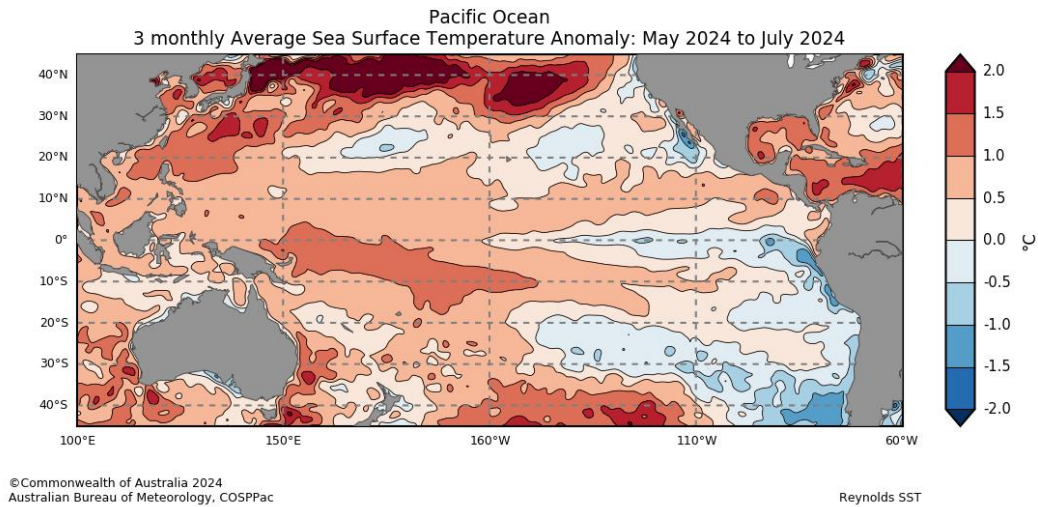 Pacific Ocean
3 monthly Average Sea Surface Temperature Anomaly: May 2024 to July 2024
40°N
30°N
20°N
10°N
0°
10°S
20°S
30°S
40°S
100°E 150°E 160°W 110°W 60°W
2.0
1.5
1.0
0.5
0.0
-0.5
-1.0
-1.5
-2.0
°C
©Commonwealth of Australia 2024
Australian Bureau of Meteorology, COSPPac
Reynolds SST